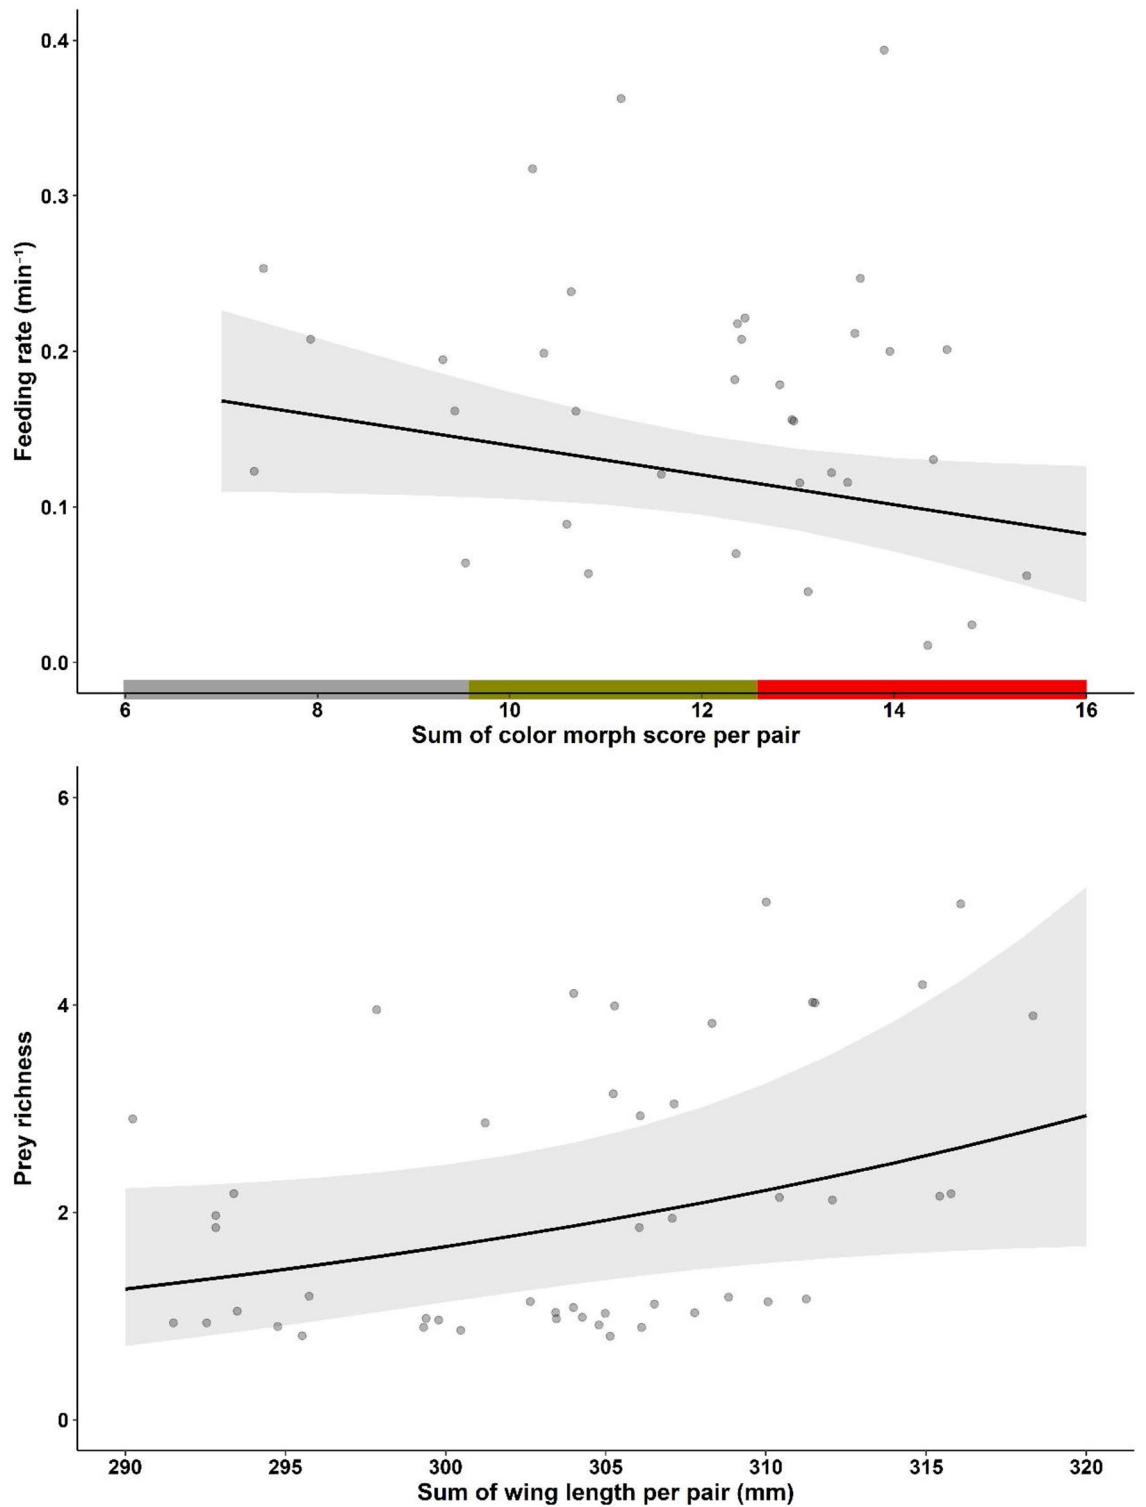 0.4
0.3
0.2
0.1
0.0
Feeding rate (min⁻¹)
6 8 10 12 14 16
Sum of color morph score per pair
6
4
2
0
Prey richness
290 295 300 305 310 315 320
Sum of wing length per pair (mm)